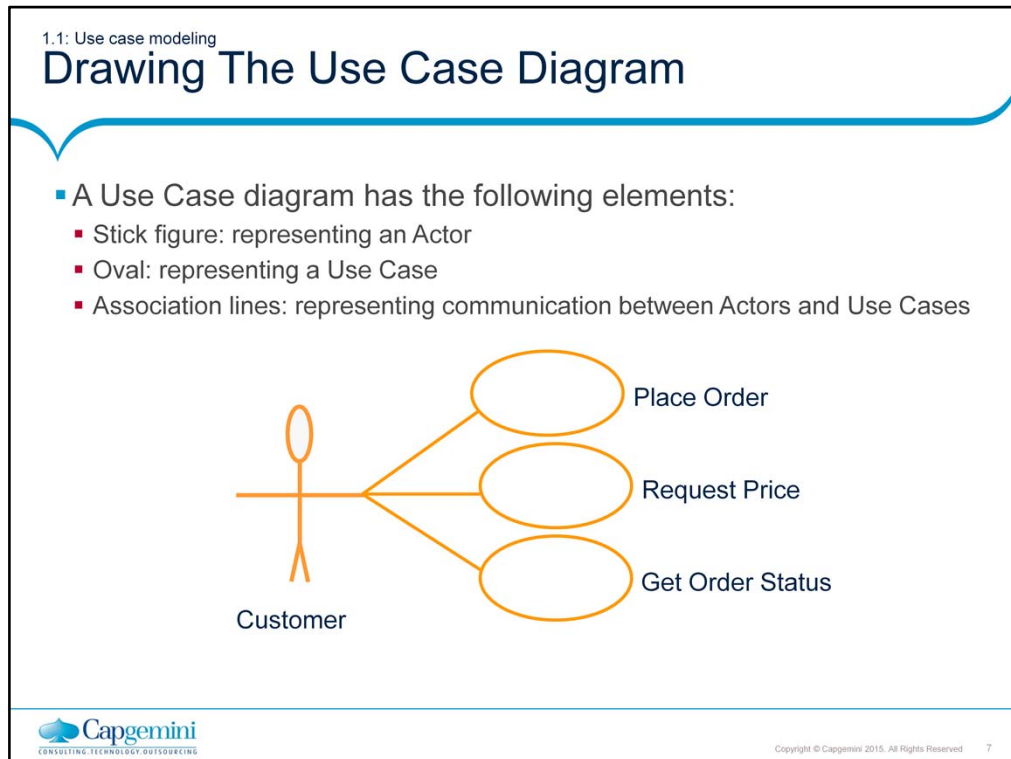 1.1: Use case modeling
Drawing The Use Case Diagram
A Use Case diagram has the following elements:
Stick figure: representing an Actor
Oval: representing a Use Case
Association lines: representing communication between Actors and Use Cases
Place Order
Request Price
Get Order Status
Customer
Capgemini
CONSULTING.TECHNOLOGY.OUTSOURCING
Copyright © Capgemini 2015. All Rights Reserved 7